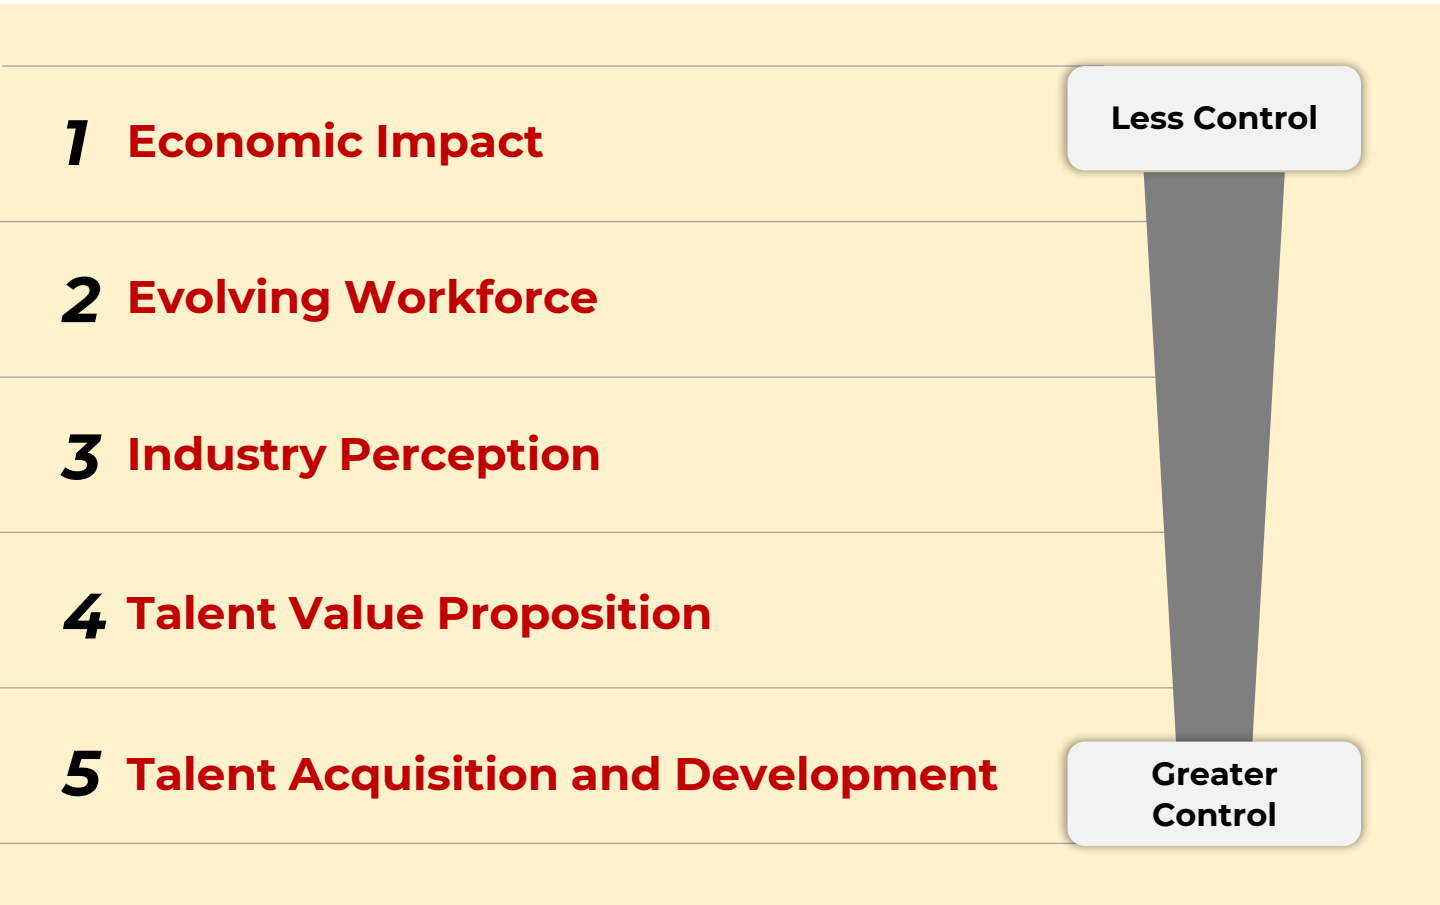 1 Economic Impact
Less Control
2 Evolving Workforce
3 Industry Perception
4 Talent Value Proposition
5 Talent Acquisition and Development
Greater
Control